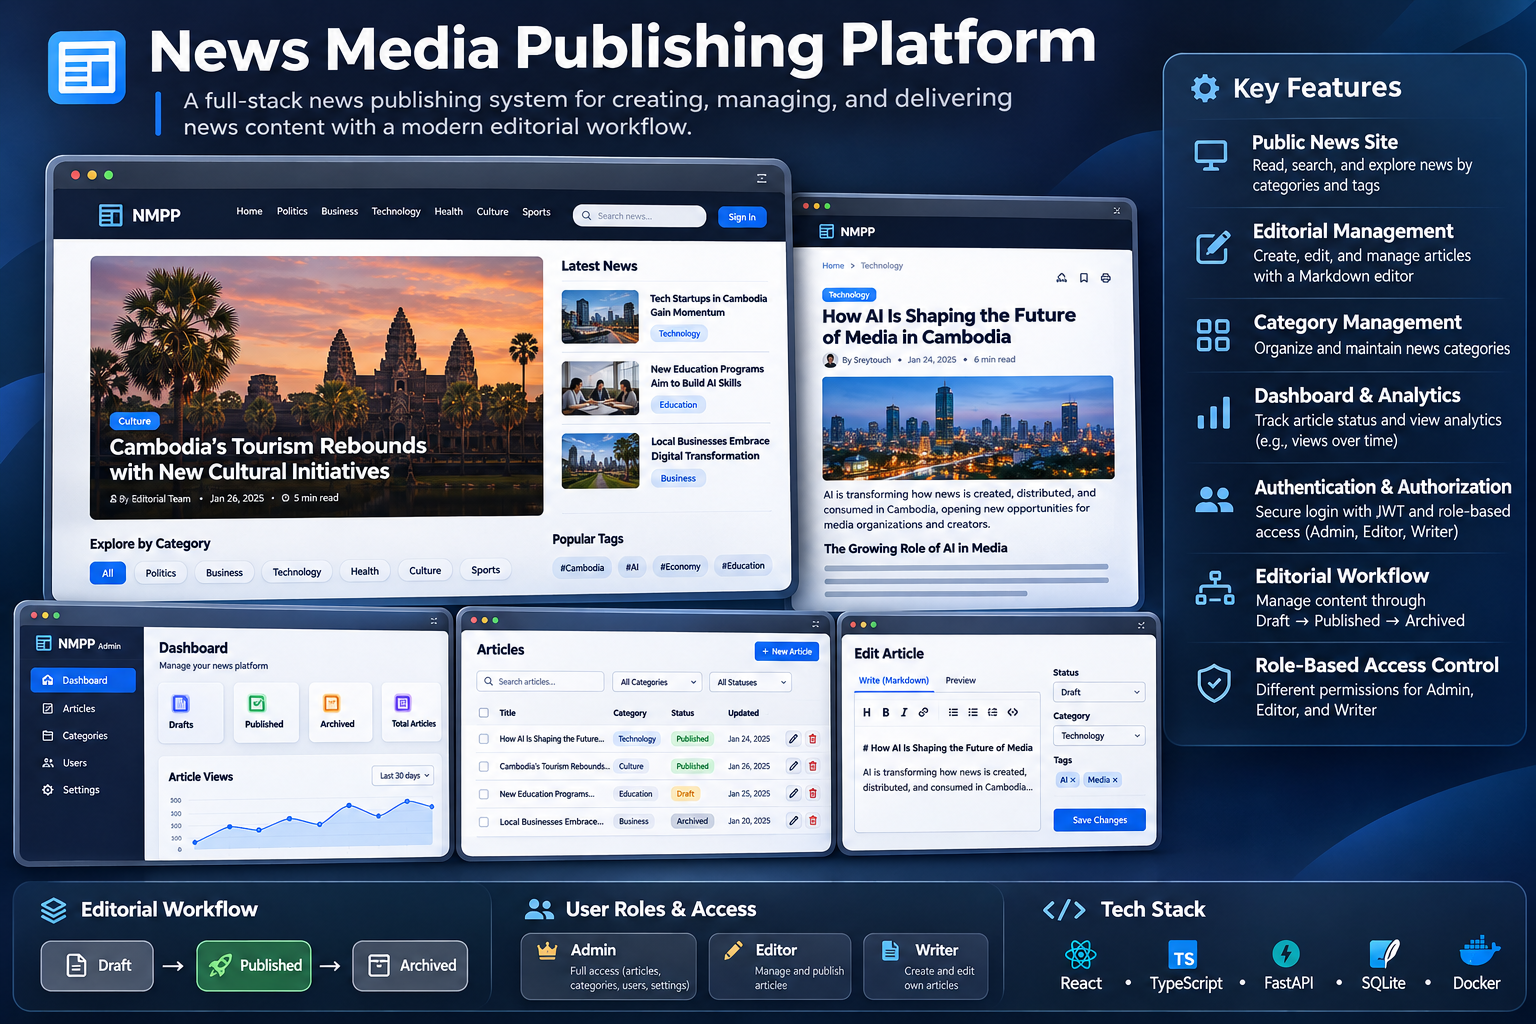 News Media Publishing Platform
A full-stack news publishing system for creating, managing, and delivering
news content with a modern editorial workflow.
NMPP
Home Politics Business Technology Health Culture Sports
Search news...
Sign In
Culture
Cambodia's Tourism Rebounds
with New Cultural Initiatives
By Editorial Team • Jan 26, 2025 • 5 min read
Latest News
Tech Startups in Cambodia
Gain Momentum
Technology
New Education Programs
Aim to Build AI Skills
Education
Local Businesses Embrace
Digital Transformation
Business
Explore by Category
All Politics Business Technology Health Culture Sports
Popular Tags
#Cambodia #AI #Economy #Education
NMPP
Home > Technology
Technology
How AI Is Shaping the Future
of Media in Cambodia
By Sreytouch • Jan 24, 2025 • 6 min read
AI is transforming how news is created, distributed, and
consumed in Cambodia, opening new opportunities for
media organizations and creators.
The Growing Role of AI in Media
NMPP Admin
Dashboard
Articles
Categories
Users
Settings
Dashboard
Manage your news platform
Drafts Published Archived Total Articles
Article Views
Last 30 days
300
300
300
0
Articles
+ New Article
Search articles...
All Categories
All Statuses
Title Category Status Updated
How AI Is Shaping the Future... Technology Published Jan 24, 2025
Cambodia's Tourism Rebounds... Culture Published Jan 26, 2025
New Education Programs... Education Draft Jan 25, 2025
Local Businesses Embrace... Business Archived Jan 20, 2025
Edit Article
Write (Markdown) Preview
H B I
# How AI Is Shaping the Future of Media
AI is transforming how news is created,
distributed, and consumed in Cambodia...
Status
Draft
Category
Technology
Tags
AI × Media ×
Save Changes
Key Features
Public News Site
Read, search, and explore news by
categories and tags
Editorial Management
Create, edit, and manage articles
with a Markdown editor
Category Management
Organize and maintain news categories
Dashboard & Analytics
Track article status and view analytics
(e.g., views over time)
Authentication & Authorization
Secure login with JWT and role-based
access (Admin, Editor, Writer)
Editorial Workflow
Manage content through
Draft → Published → Archived
Role-Based Access Control
Different permissions for Admin,
Editor, and Writer
Editorial Workflow
Draft → Published → Archived
User Roles & Access
Admin
Full access (articles,
categories, users, settings)
Editor
Manage and publish
articlee
Writer
Create and edit
own articles
</> Tech Stack
TS
React • TypeScript • FastAPI • SQLite • Docker